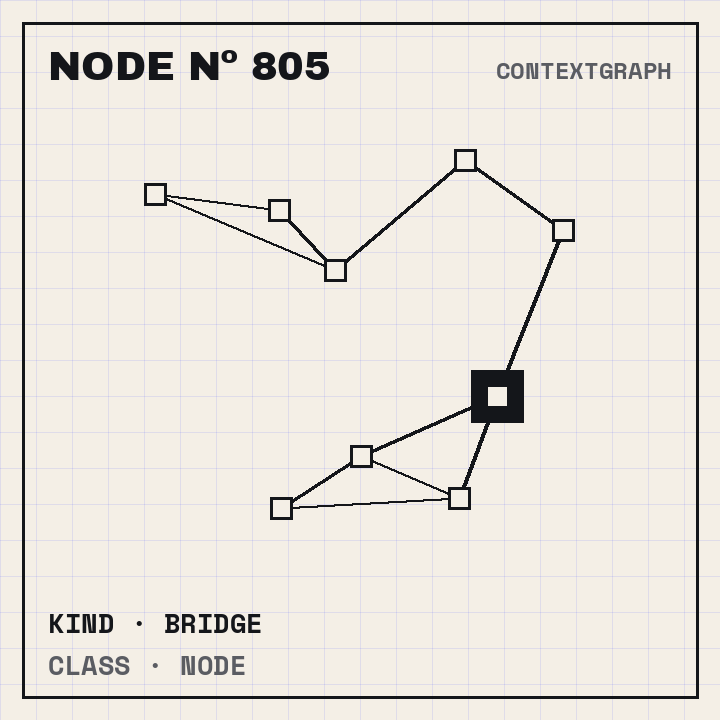 NODE Nº 805
CONTEXTGRAPH
KIND · BRIDGE
CLASS · NODE